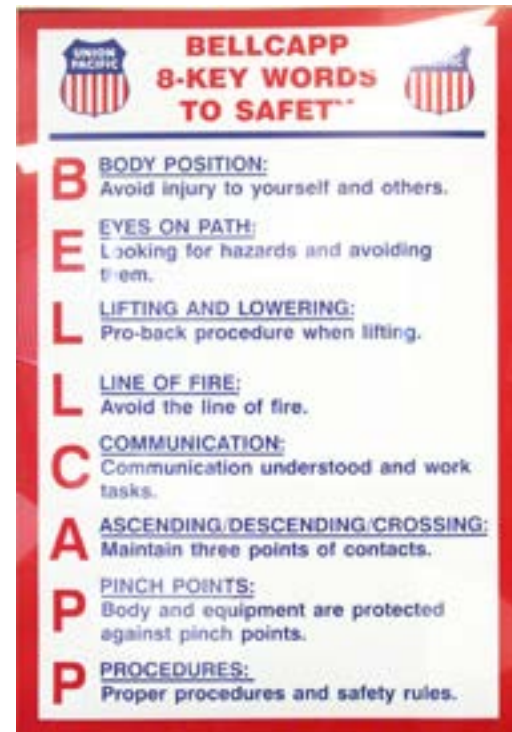 UNION
PACIFIC
BELLCAPP
8-KEY WORDS
TO SAFETY
B BODY POSITION:
Avoid injury to yourself and others.
E EYES ON PATH:
Looking for hazards and avoiding
them.
L LIFTING AND LOWERING:
Pro-back procedure when lifting.
L LINE OF FIRE:
Avoid the line of fire.
C COMMUNICATION:
Communication understood and work
tasks.
A ASCENDING/DESCENDING/CROSSING:
Maintain three points of contacts.
P PINCH POINTS:
Body and equipment are protected
against pinch points.
P PROCEDURES:
Proper procedures and safety rules.